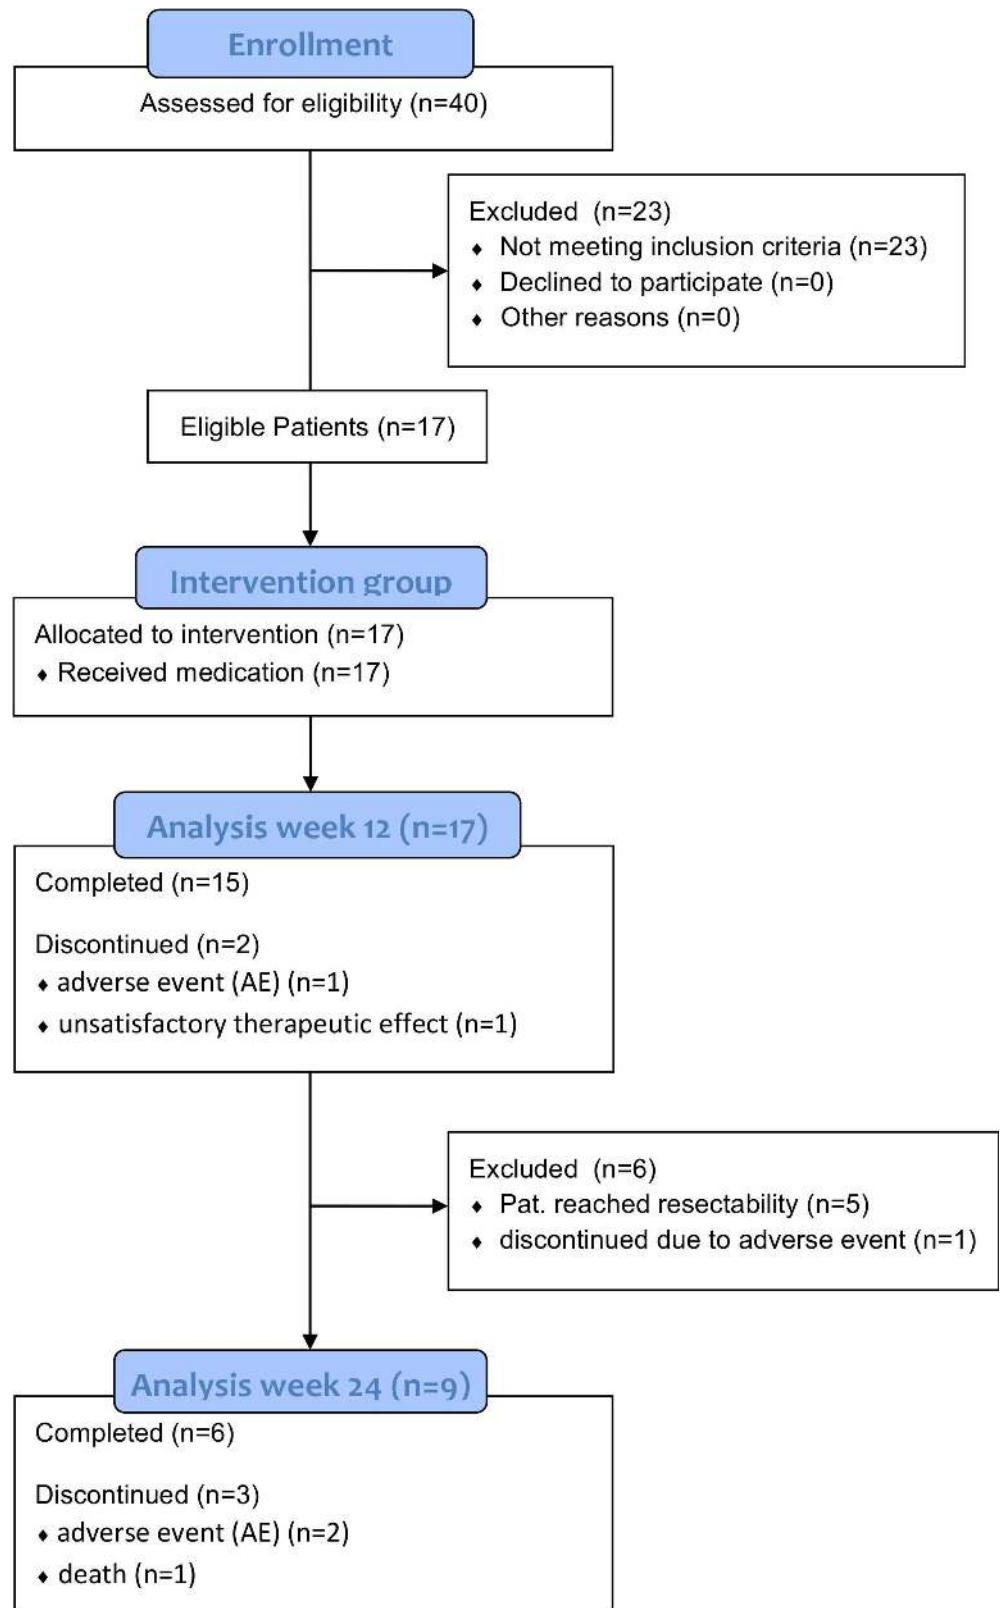 Enrollment
Assessed for eligibility (n=40)
Excluded (n=23)
♦ Not meeting inclusion criteria (n=23)
♦ Declined to participate (n=0)
♦ Other reasons (n=0)
Eligible Patients (n=17)
Intervention group
Allocated to intervention (n=17)
♦ Received medication (n=17)
Analysis week 12 (n=17)
Completed (n=15)
Discontinued (n=2)
♦ adverse event (AE) (n=1)
♦ unsatisfactory therapeutic effect (n=1)
Excluded (n=6)
♦ Pat. reached resectability (n=5)
♦ discontinued due to adverse event (n=1)
Analysis week 24 (n=9)
Completed (n=6)
Discontinued (n=3)
♦ adverse event (AE) (n=2)
♦ death (n=1)